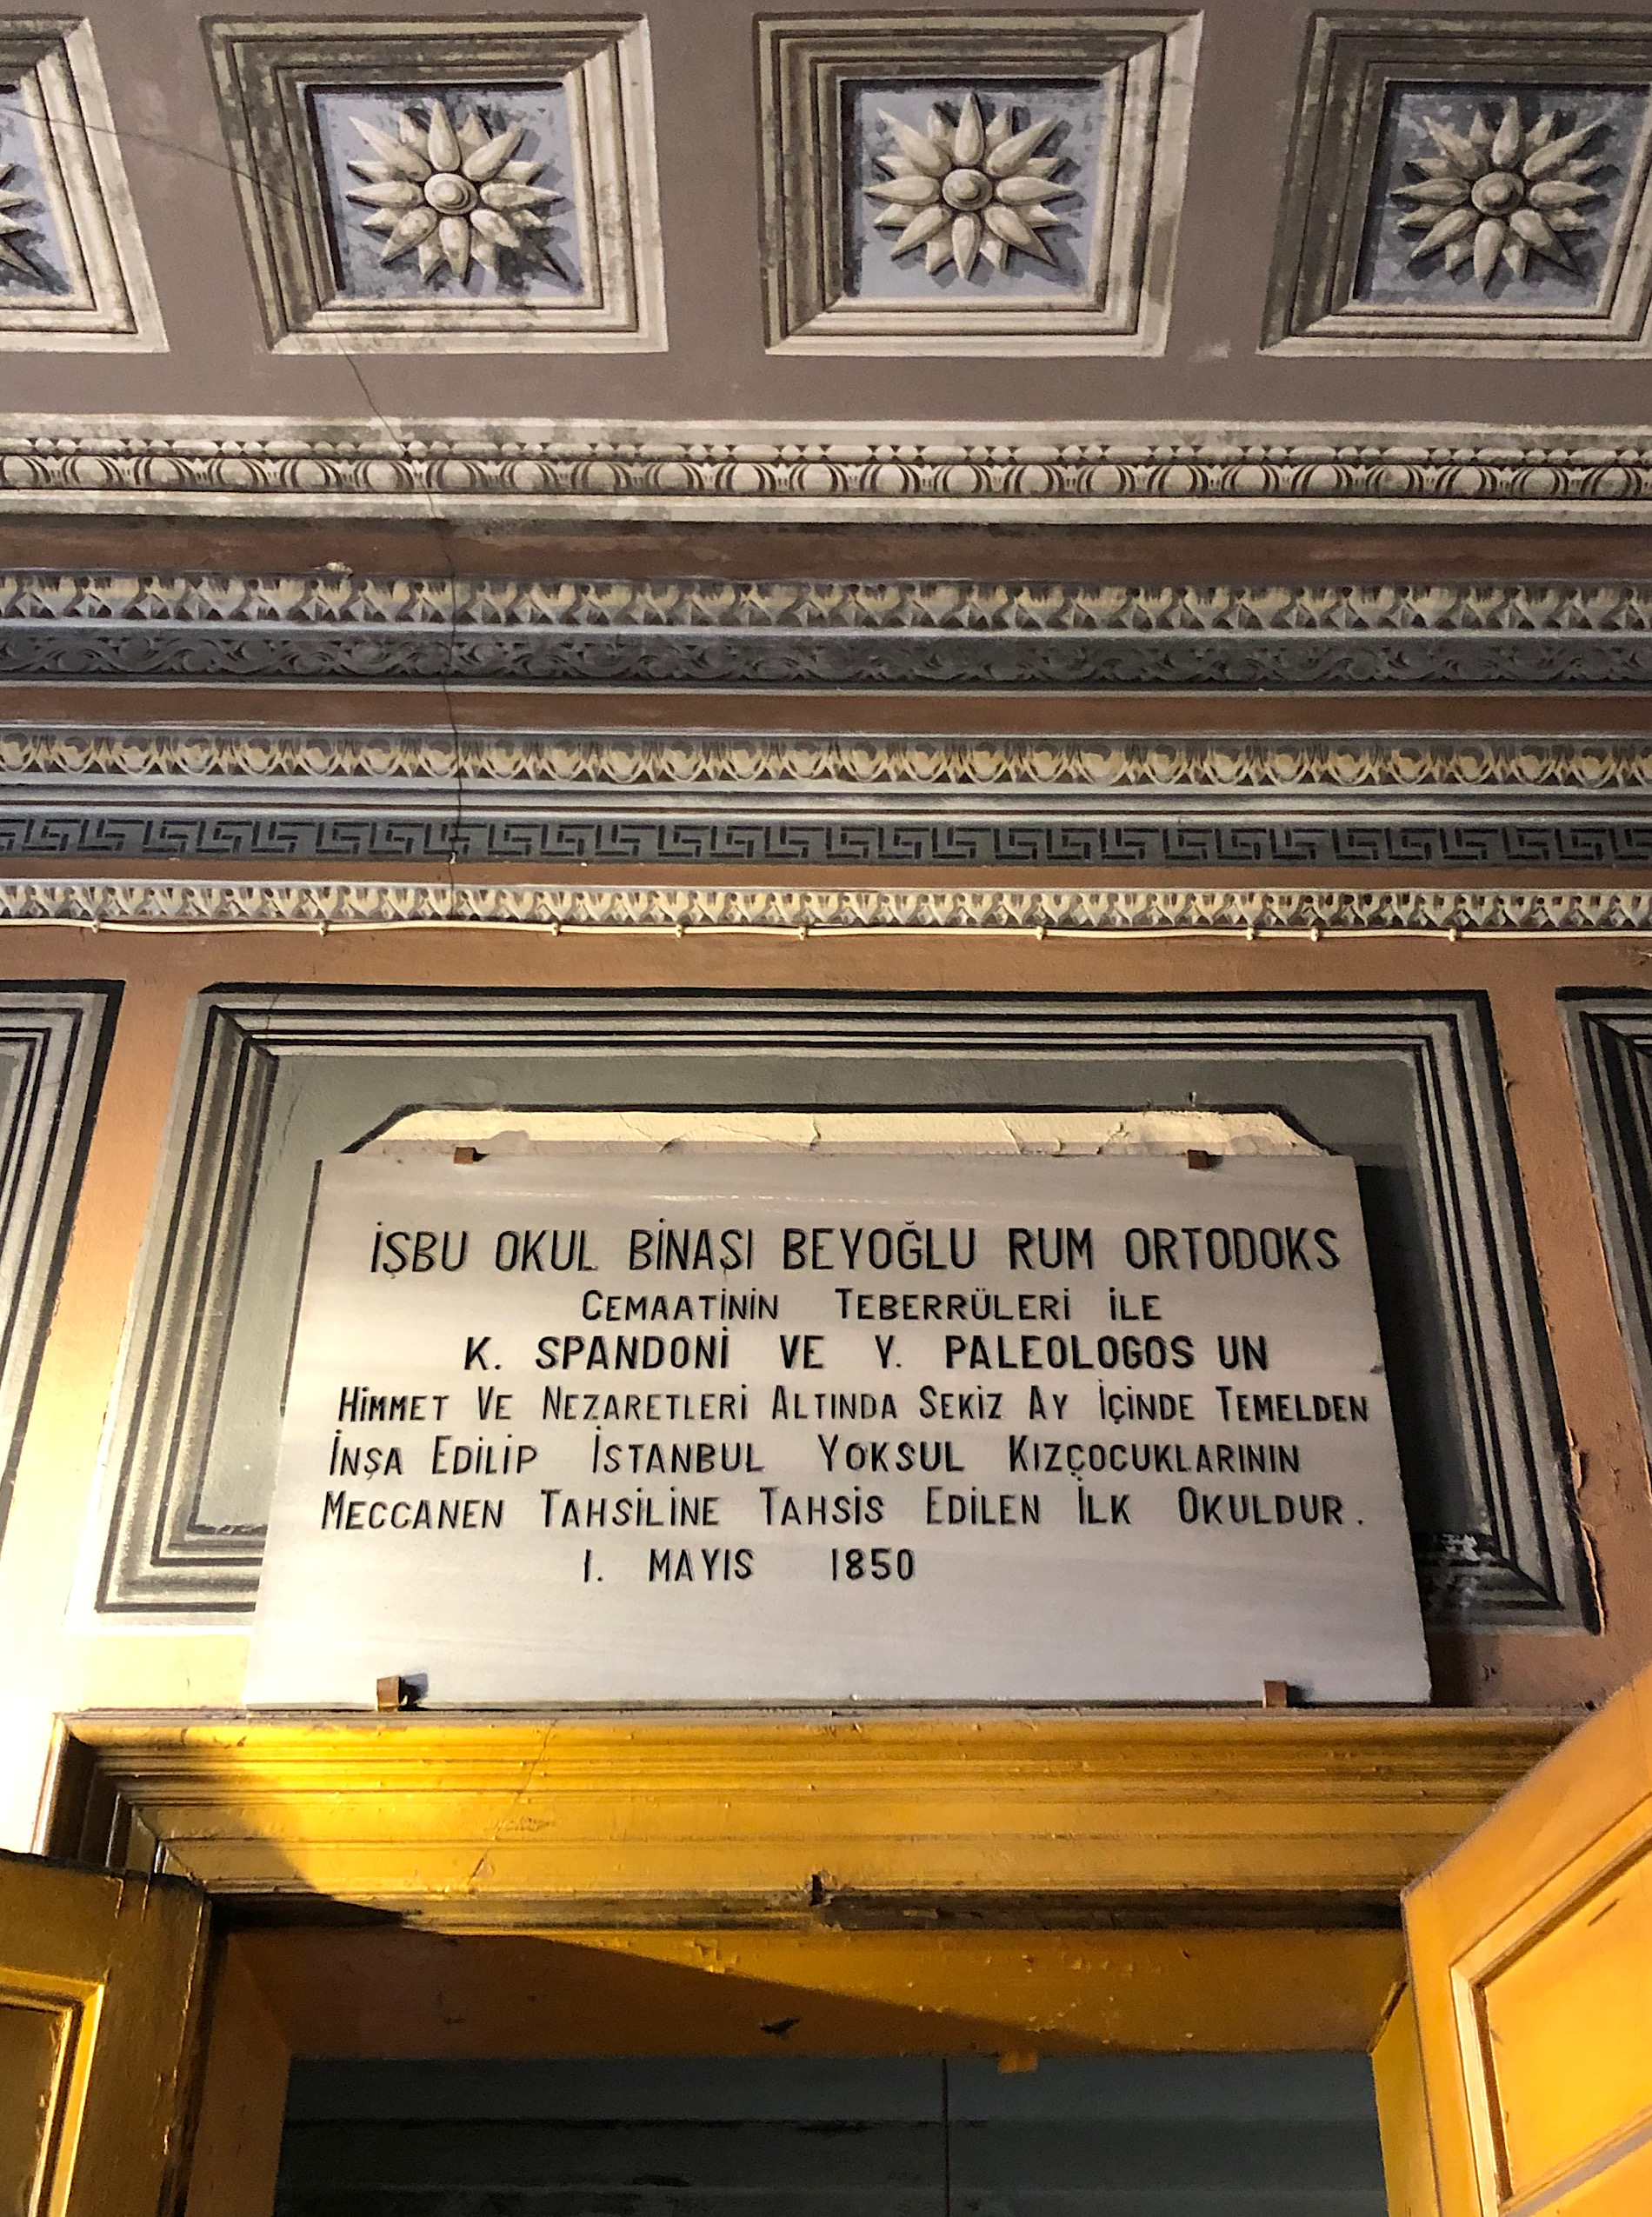 İŞBU OKUL BİNAŞI BEYOĞLU RUM ORTODOKS
CEMAATİNİN TEBERRÜLERİ İLE
K. SPANDONİ VE Y. PALEOLOGOS UN
HİMMET VE NEZARETLERİ ALTINDA SEKİZ AY İÇİNDE TEMELDEN
İNŞA EDİLİP İSTANBUL YOKSUL KIZÇOCUKLARININ
MECCANEN TAHSİLİNE TAHSİS EDİLEN İLK OKULDUR.
1. MAYIS 1850